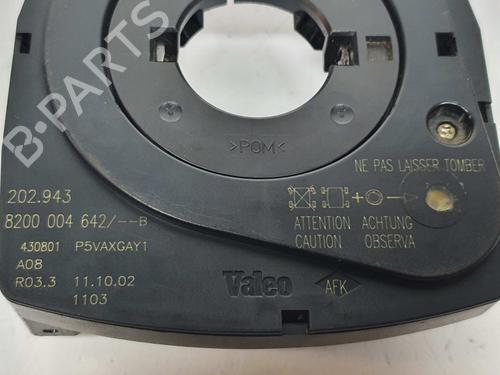 B-PARTS
>POM<
NE PAS LAISSER TOMBER
202.943
8200 004 642/--B
ATTENTION ACHTUNG
CAUTION OBSERVA
430801 P5VAXGAY1
A08
R03.3 11.10.02
1103
Valeo
AFK